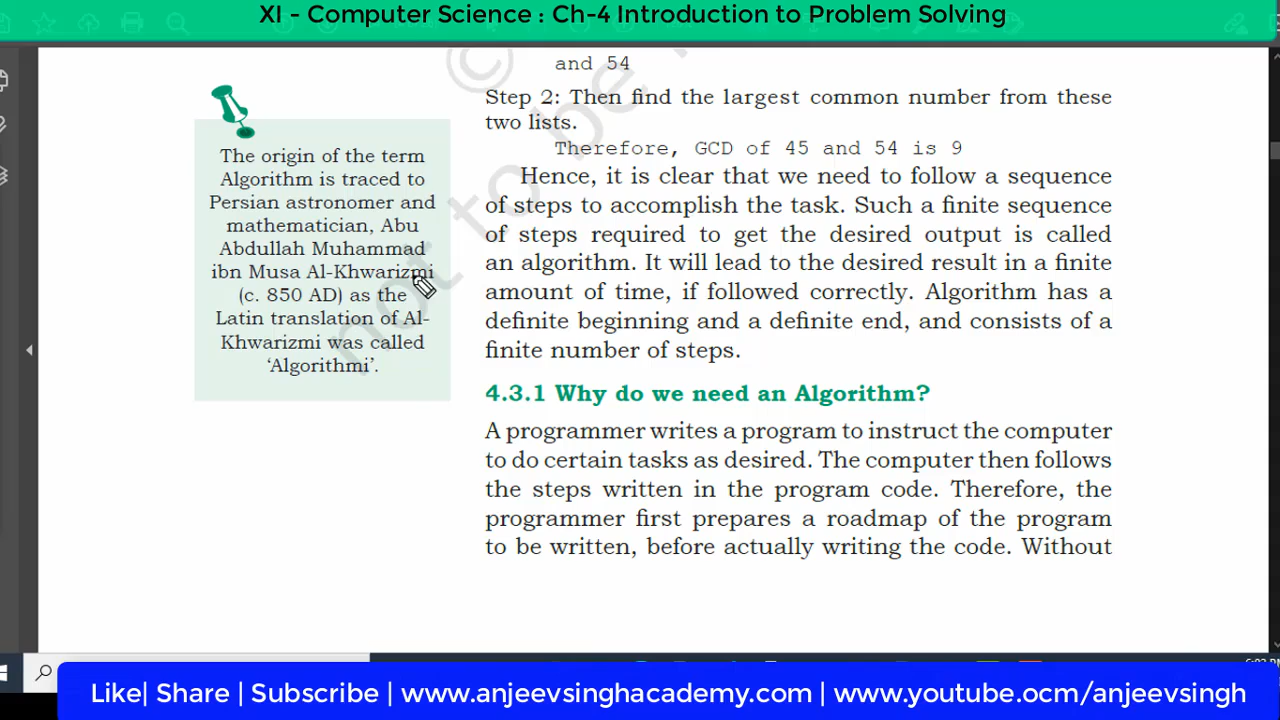 XI - Computer Science : Ch-4 Introduction to Problem Solving
and 54
Step 2: Then find the largest common number from these
two lists.
Therefore, GCD of 45 and 54 is 9
Hence, it is clear that we need to follow a sequence
of steps to accomplish the task. Such a finite sequence
of steps required to get the desired output is called
an algorithm. It will lead to the desired result in a finite
amount of time, if followed correctly. Algorithm has a
definite beginning and a definite end, and consists of a
finite number of steps.
The origin of the term
Algorithm is traced to
Persian astronomer and
mathematician, Abu
Abdullah Muhammad
ibn Musa Al-Khwarizmi
(c. 850 AD) as the
Latin translation of Al-
Khwarizmi was called
‘Algorithmi’.
4.3.1 Why do we need an Algorithm?
A programmer writes a program to instruct the computer
to do certain tasks as desired. The computer then follows
the steps written in the program code. Therefore, the
programmer first prepares a roadmap of the program
to be written, before actually writing the code. Without
© not to be
Like| Share | Subscribe | www.anjeevsinghacademy.com | www.youtube.ocm/anjeevsingh